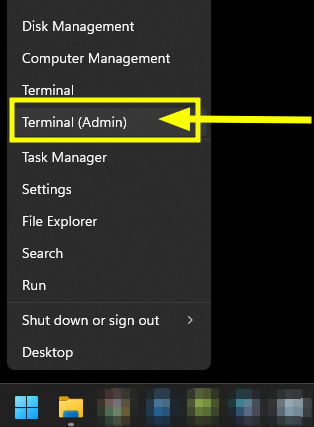 Disk Management
Computer Management
Terminal
Terminal (Admin)
Task Manager
Settings
File Explorer
Search
Run
Shut down or sign out
Desktop